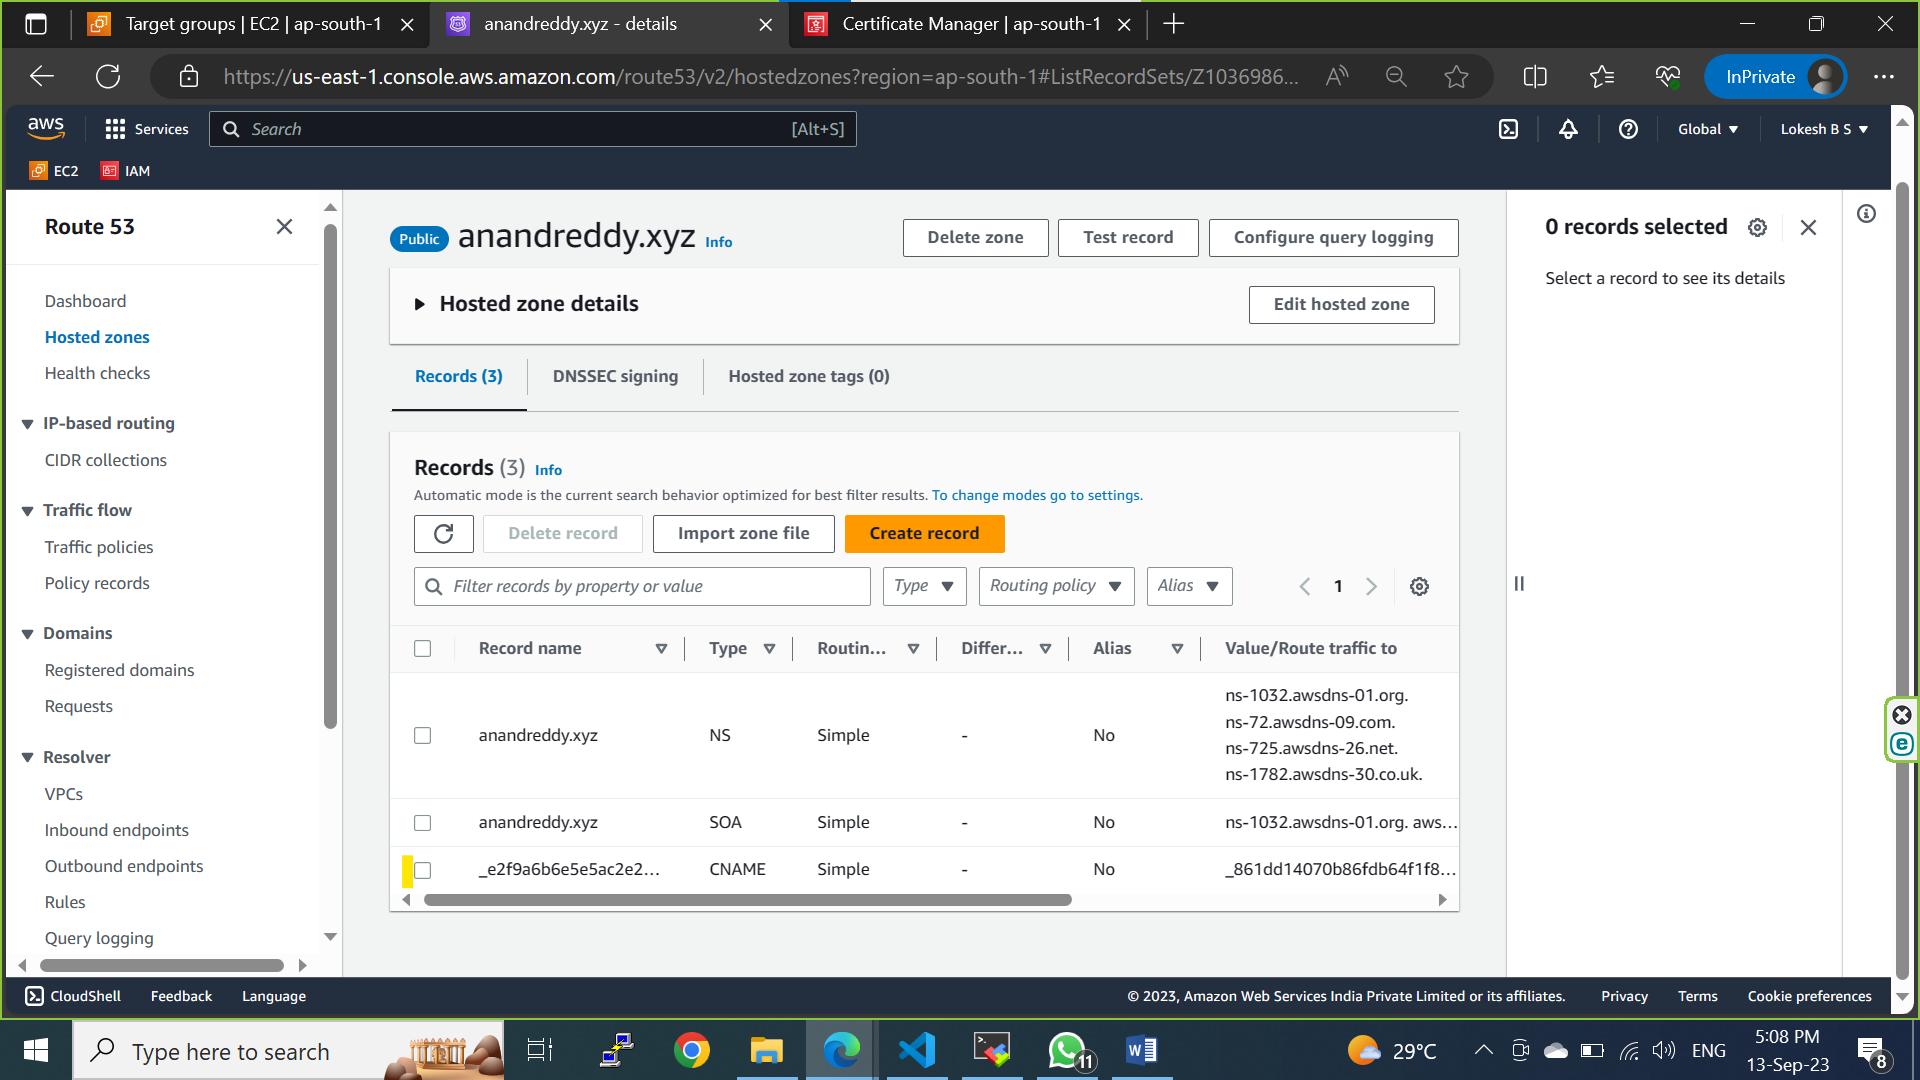 Target groups | EC2 | ap-south-1
anandreddy.xyz - details
Certificate Manager | ap-south-1
https://us-east-1.console.aws.amazon.com/route53/v2/hostedzones?region=ap-south-1#ListRecordSets/Z1036986...
InPrivate
aws
Services
Search
[Alt+S]
Global
Lokesh B S
EC2
IAM
Route 53
Dashboard
Hosted zones
Health checks
IP-based routing
CIDR collections
Traffic flow
Traffic policies
Policy records
Domains
Registered domains
Requests
Resolver
VPCs
Inbound endpoints
Outbound endpoints
Rules
Query logging
Public
anandreddy.xyz
Info
Delete zone
Test record
Configure query logging
Hosted zone details
Edit hosted zone
Records (3)
DNSSEC signing
Hosted zone tags (0)
Records (3) Info
Automatic mode is the current search behavior optimized for best filter results. To change modes go to settings.
Delete record
Import zone file
Create record
Filter records by property or value
Type
Routing policy
Alias
1
Record name
Type
Routin...
Differ...
Alias
Value/Route traffic to
anandreddy.xyz
NS
Simple
-
No
ns-1032.awsdns-01.org.
ns-72.awsdns-09.com.
ns-725.awsdns-26.net.
ns-1782.awsdns-30.co.uk.
anandreddy.xyz
SOA
Simple
-
No
ns-1032.awsdns-01.org. aws...
_e2f9a6b6e5e5ac2e2...
CNAME
Simple
-
No
_861dd14070b86fdb64f1f8...
0 records selected
Select a record to see its details
CloudShell
Feedback
Language
© 2023, Amazon Web Services India Private Limited or its affiliates.
Privacy
Terms
Cookie preferences
Type here to search
11
29°C
ENG
5:08 PM
13-Sep-23
8